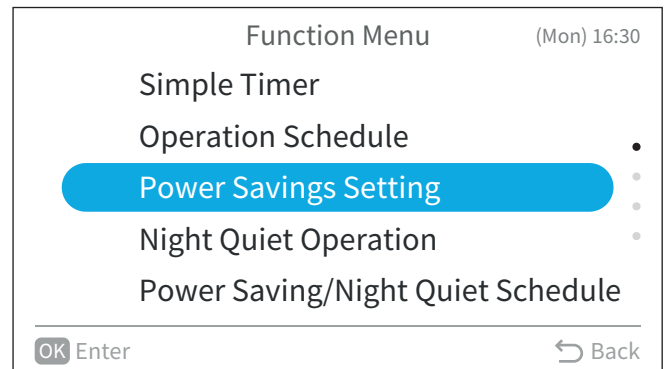 Function Menu (Mon) 16:30
Simple Timer
Operation Schedule
Power Savings Setting
Night Quiet Operation
Power Saving/Night Quiet Schedule
OK Enter Back